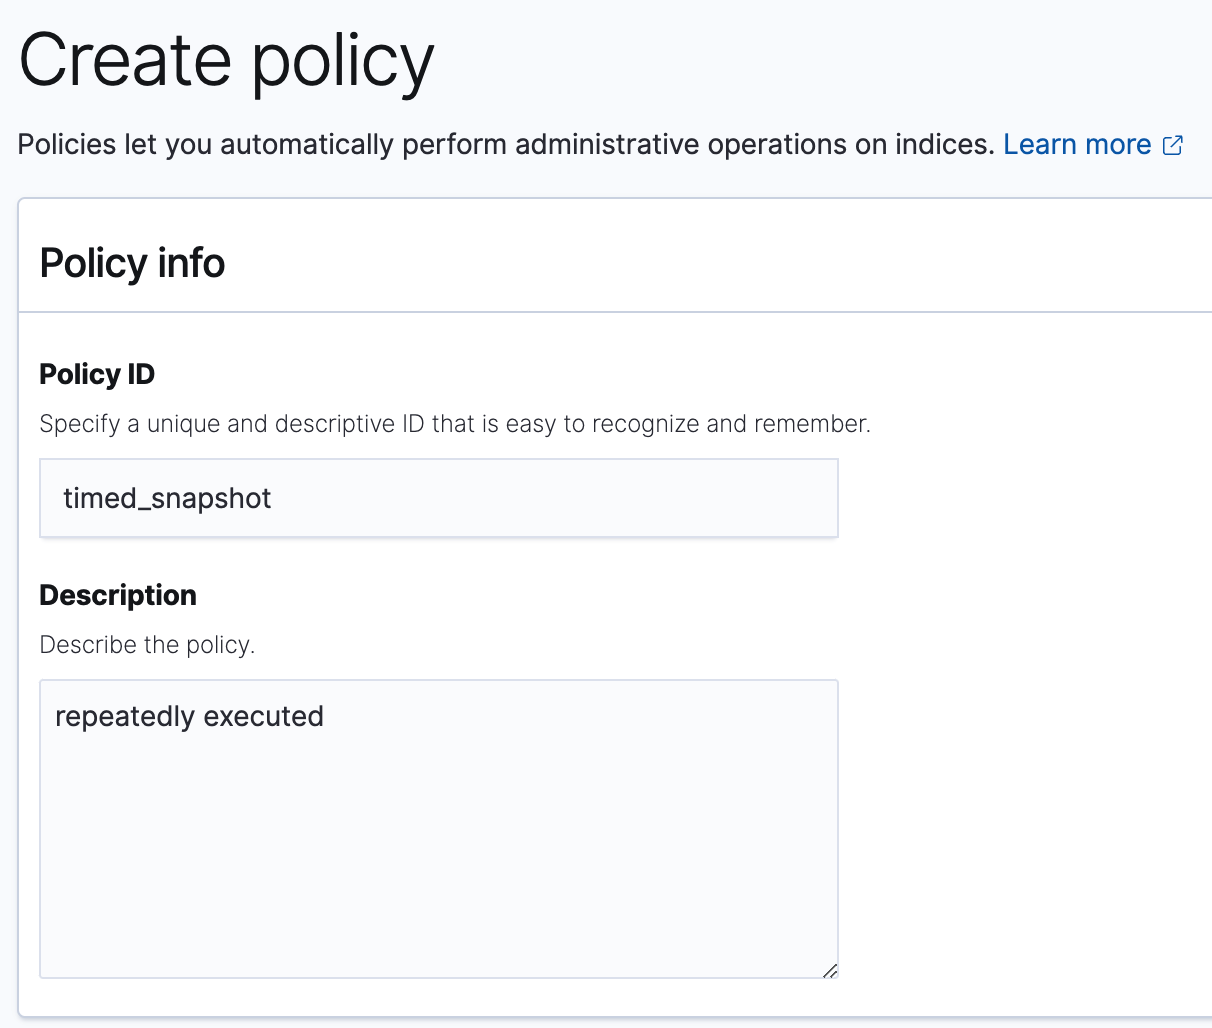 Create policy
Policies let you automatically perform administrative operations on indices. Learn more
Policy info
Policy ID
Specify a unique and descriptive ID that is easy to recognize and remember.
timed_snapshot
Description
Describe the policy.
repeatedly executed